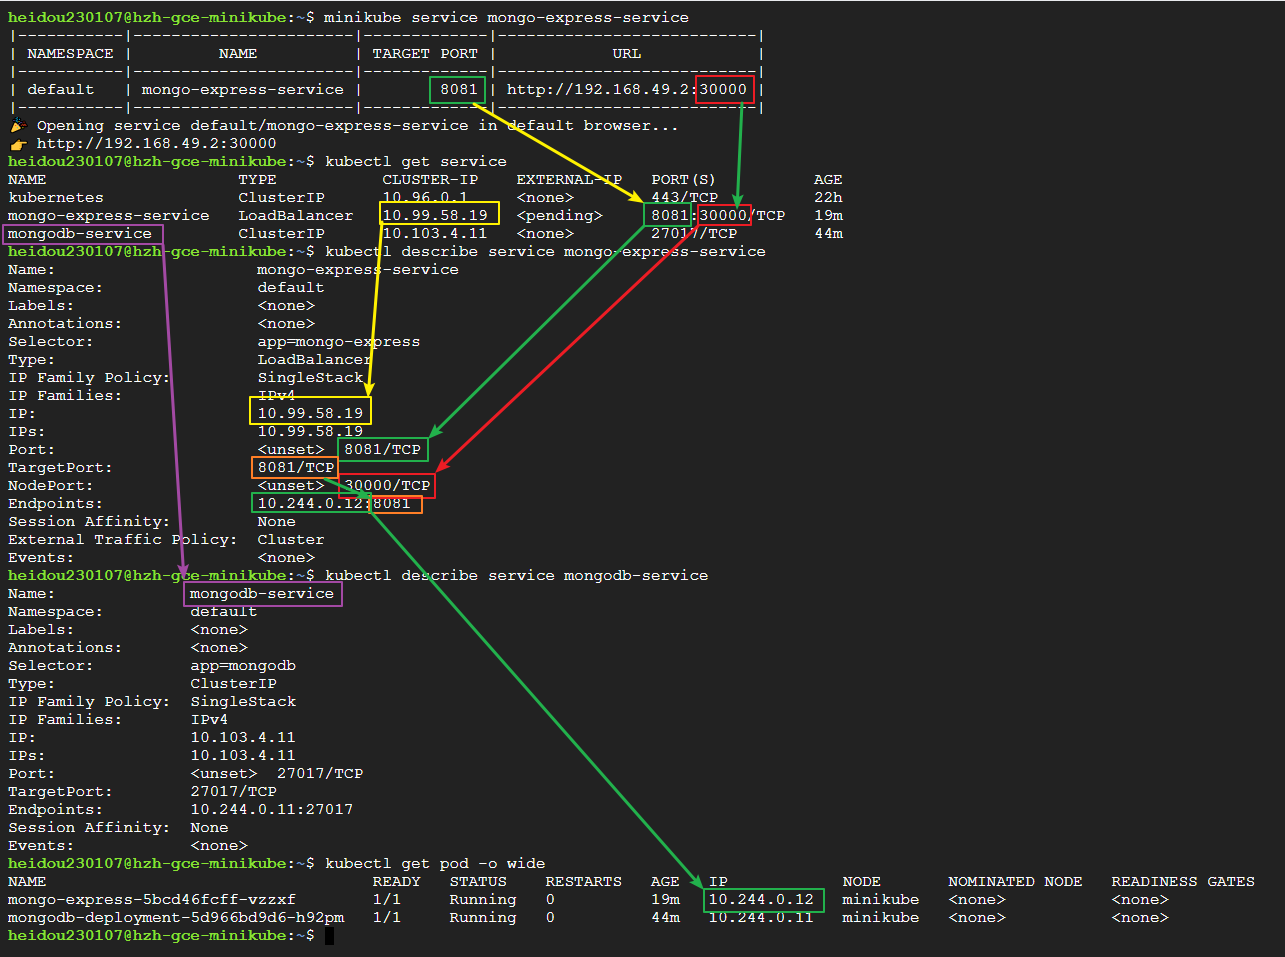 heidou230107@hzh-gce-minikube:~$ minikube service mongo-express-service
|-----------|-----------------------|-------------|---------------------------|
| NAMESPACE |         NAME          | TARGET PORT |            URL            |
|-----------|-----------------------|-------------|---------------------------|
| default   | mongo-express-service |        8081 | http://192.168.49.2:30000 |
|-----------|-----------------------|-------------|---------------------------|
🎉 Opening service default/mongo-express-service in default browser...
👉 http://192.168.49.2:30000
heidou230107@hzh-gce-minikube:~$ kubectl get service
NAME                    TYPE           CLUSTER-IP    EXTERNAL-IP   PORT(S)          AGE
kubernetes              ClusterIP      10.96.0.1     <none>        443/TCP          22h
mongo-express-service   LoadBalancer   10.99.58.19   <pending>     8081:30000/TCP   19m
mongodb-service         ClusterIP      10.103.4.11   <none>        27017/TCP        44m
heidou230107@hzh-gce-minikube:~$ kubectl describe service mongo-express-service
Name:                     mongo-express-service
Namespace:                default
Labels:                   <none>
Annotations:              <none>
Selector:                 app=mongo-express
Type:                     LoadBalancer
IP Family Policy:         SingleStack
IP Families:              IPv4
IP:                       10.99.58.19
IPs:                      10.99.58.19
Port:                     <unset>  8081/TCP
TargetPort:               8081/TCP
NodePort:                 <unset>  30000/TCP
Endpoints:                10.244.0.12:8081
Session Affinity:         None
External Traffic Policy:  Cluster
Events:                   <none>
heidou230107@hzh-gce-minikube:~$ kubectl describe service mongodb-service
Name:              mongodb-service
Namespace:         default
Labels:            <none>
Annotations:       <none>
Selector:          app=mongodb
Type:              ClusterIP
IP Family Policy:  SingleStack
IP Families:       IPv4
IP:                10.103.4.11
IPs:               10.103.4.11
Port:              <unset>  27017/TCP
TargetPort:        27017/TCP
Endpoints:         10.244.0.11:27017
Session Affinity:  None
Events:            <none>
heidou230107@hzh-gce-minikube:~$ kubectl get pod -o wide
NAME                                  READY   STATUS    RESTARTS   AGE   IP            NODE       NOMINATED NODE   READINESS GATES
mongo-express-5bcd46fcff-vzzxf        1/1     Running   0          19m   10.244.0.12   minikube   <none>           <none>
mongodb-deployment-5d966bd9d6-h92pm   1/1     Running   0          44m   10.244.0.11   minikube   <none>           <none>
heidou230107@hzh-gce-minikube:~$